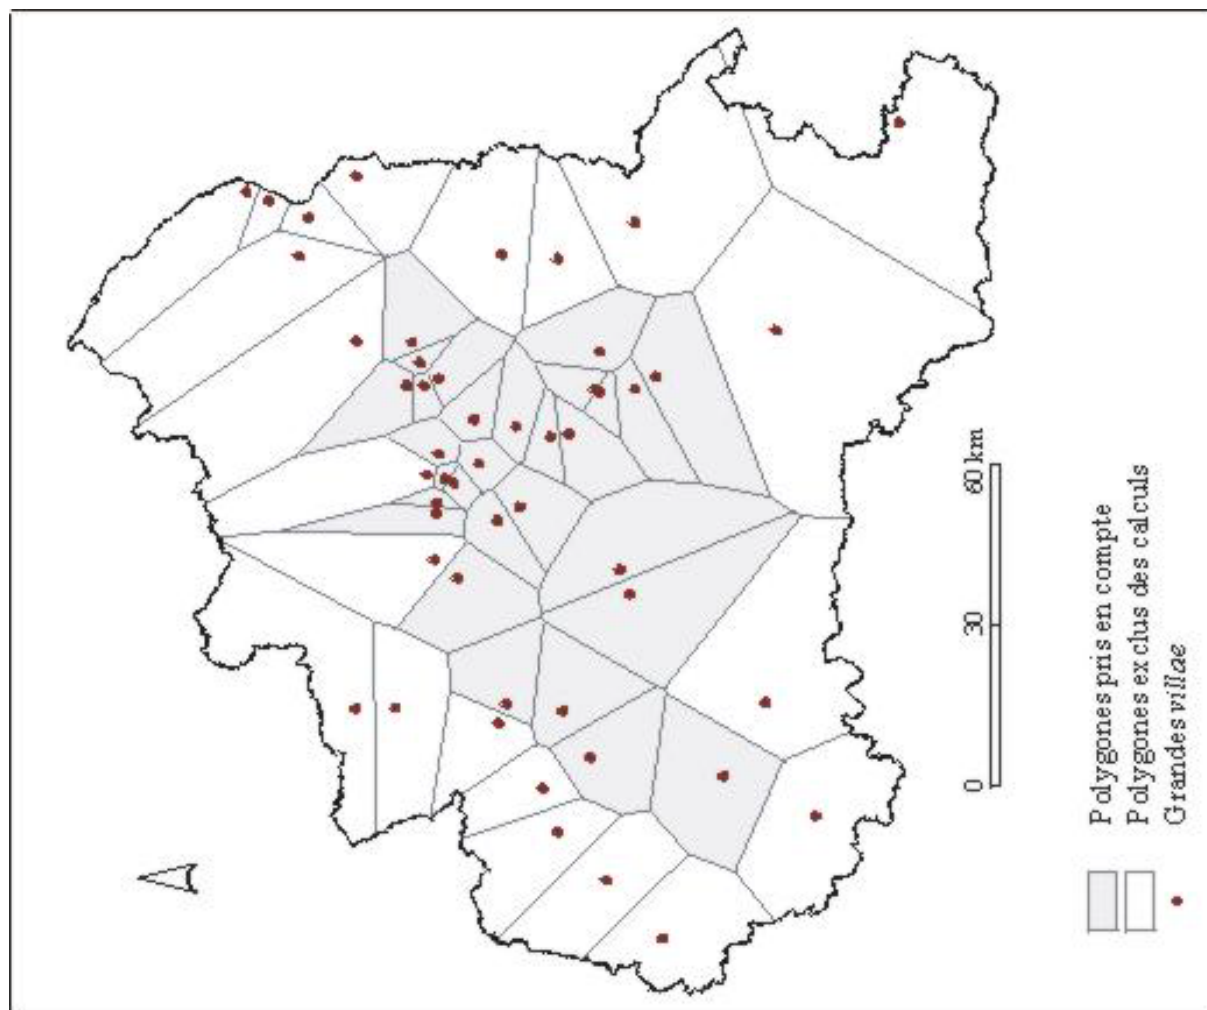 0 30 60 km
Polygones pris en compte
Polygones exclus des calculs
Grandes villae